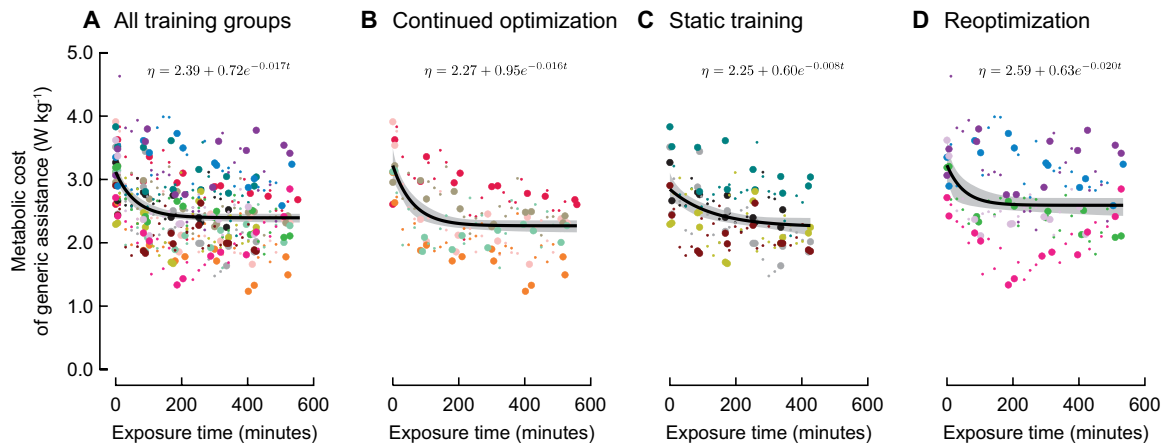 A All training groups
B Continued optimization
C Static training
D Reoptimization
Metabolic cost
of generic assistance (W kg⁻¹)
5.0
4.0
3.0
2.0
1.0
0.0
η = 2.39 + 0.72e^{−0.017t}
η = 2.27 + 0.95e^{−0.016t}
η = 2.25 + 0.60e^{−0.008t}
η = 2.59 + 0.63e^{−0.020t}
0 200 400 600
0 200 400 600
0 200 400 600
0 200 400 600
Exposure time (minutes)
Exposure time (minutes)
Exposure time (minutes)
Exposure time (minutes)